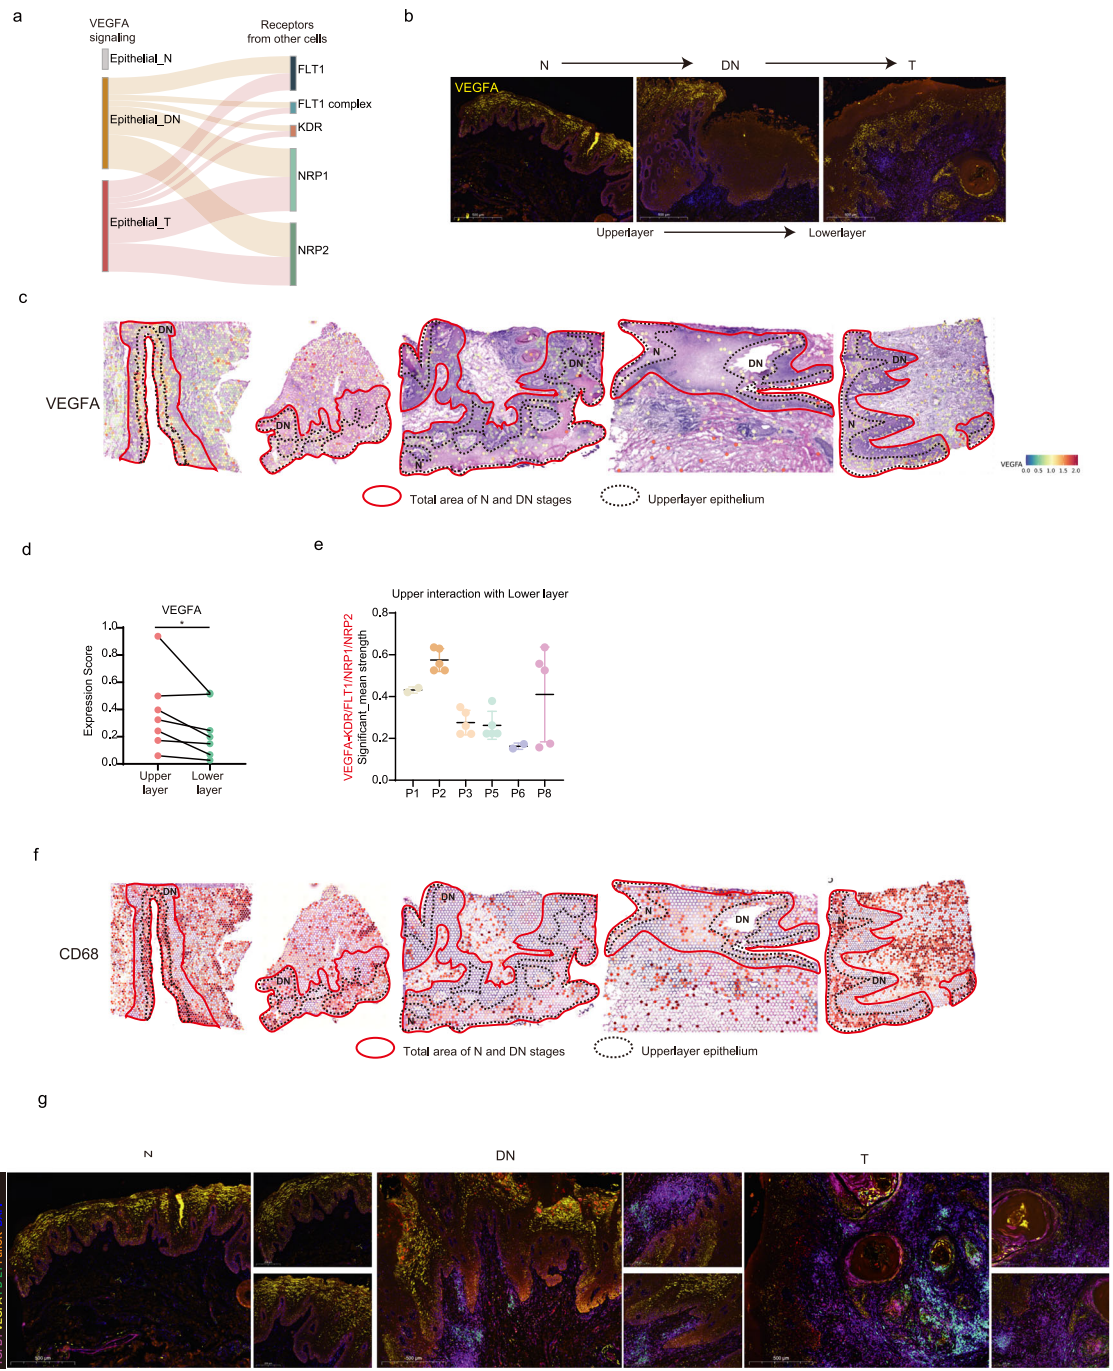 a
VEGFA
signaling
Receptors
from other cells
Epithelial_N
Epithelial_DN
Epithelial_T
FLT1
FLT1 complex
KDR
NRP1
NRP2
b
N
DN
T
VEGFA
Upperlayer
Lowerlayer
c
VEGFA
DN
DN
DN
DN
N
N
DN
DN
N
VEGFA
0.0 0.5 1.0 1.5 2.0
Total area of N and DN stages
Upperlayer epithelium
d
VEGFA
*
Expression Score
1.0
0.8
0.6
0.4
0.2
0.0
Upper
layer
Lower
layer
e
Upper interaction with Lower layer
VEGFA-KDR/FLT1/NRP1/NRP2
Significant_mean strength
0.8
0.6
0.4
0.2
0.0
P1 P2 P3 P5 P6 P8
f
CD68
DN
DN
DN
N
DN
N
DN
Total area of N and DN stages
Upperlayer epithelium
g
N
DN
T